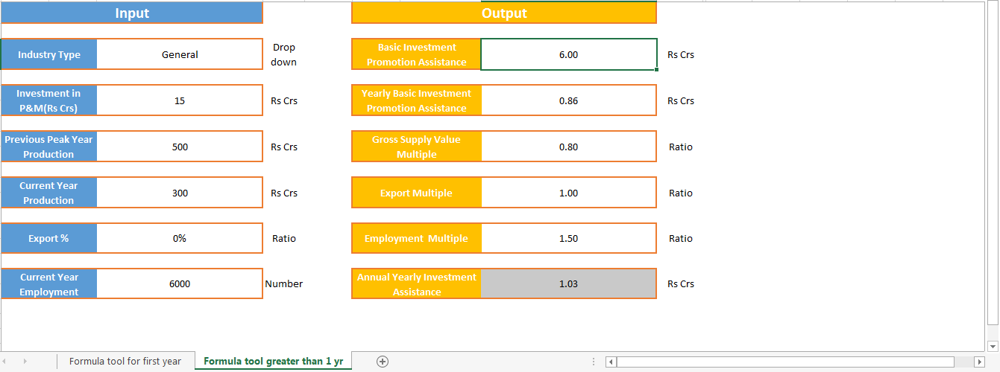 Input
Output
Industry Type
General
Drop
down
Basic Investment
Promotion Assistance
6.00
Rs Crs
Investment in
P&M(Rs Crs)
15
Rs Crs
Yearly Basic Investment
Promotion Assistance
0.86
Rs Crs
Previous Peak Year
Production
500
Rs Crs
Gross Supply Value
Multiple
0.80
Ratio
Current Year
Production
300
Rs Crs
Export Multiple
1.00
Ratio
Export %
0%
Ratio
Employment Multiple
1.50
Ratio
Current Year
Employment
6000
Number
Annual Yearly Investment
Assistance
1.03
Rs Crs
Formula tool for first year
Formula tool greater than 1 yr